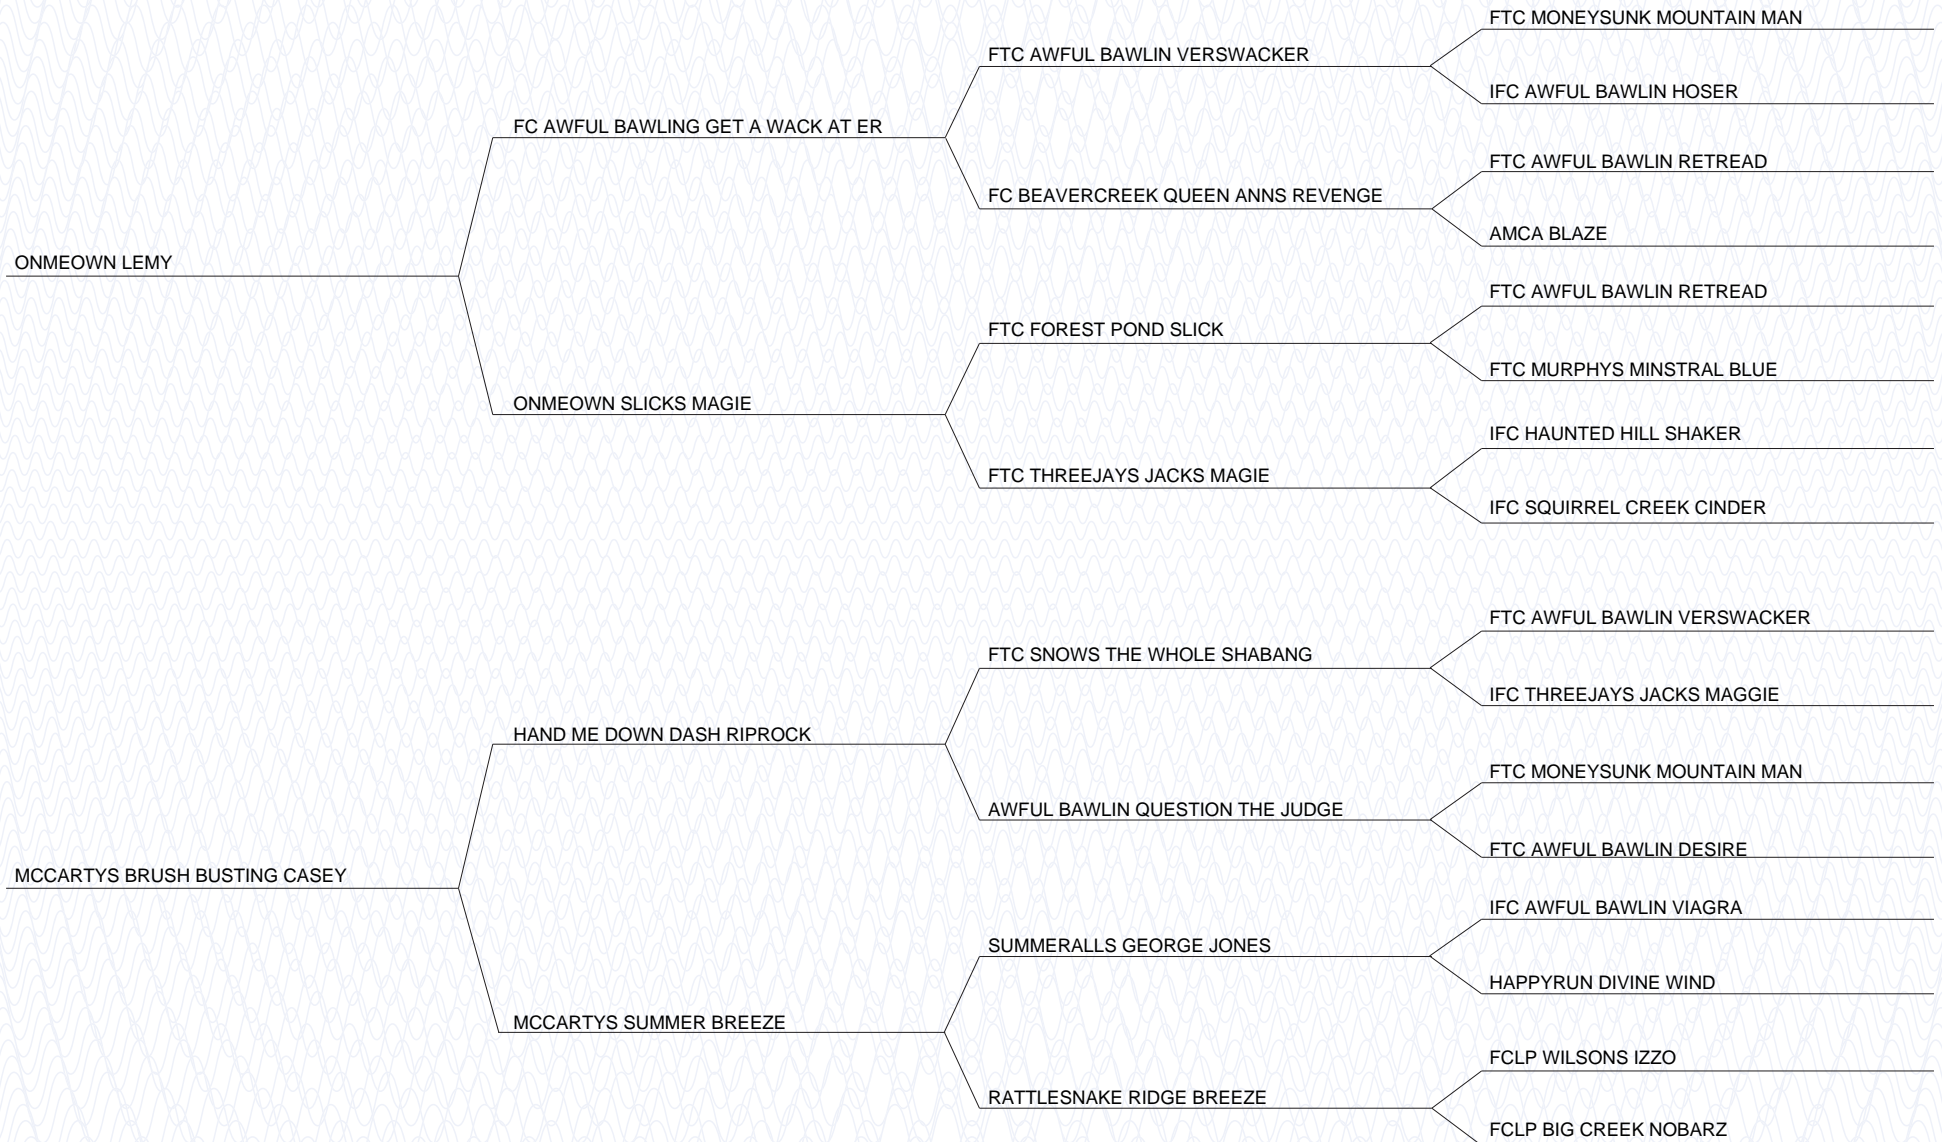 FTC MONEYSUNK MOUNTAIN MAN
FTC AWFUL BAWLIN VERSWACKER
IFC AWFUL BAWLIN HOSER
FC AWFUL BAWLING GET A WACK AT ER
FTC AWFUL BAWLIN RETREAD
FC BEAVERCREEK QUEEN ANNS REVENGE
AMCA BLAZE
ONMEOWN LEMY
FTC AWFUL BAWLIN RETREAD
FTC FOREST POND SLICK
FTC MURPHYS MINSTRAL BLUE
ONMEOWN SLICKS MAGIE
IFC HAUNTED HILL SHAKER
FTC THREEJAYS JACKS MAGIE
IFC SQUIRREL CREEK CINDER
FTC AWFUL BAWLIN VERSWACKER
FTC SNOWS THE WHOLE SHABANG
IFC THREEJAYS JACKS MAGGIE
HAND ME DOWN DASH RIPROCK
FTC MONEYSUNK MOUNTAIN MAN
AWFUL BAWLIN QUESTION THE JUDGE
FTC AWFUL BAWLIN DESIRE
MCCARTYS BRUSH BUSTING CASEY
IFC AWFUL BAWLIN VIAGRA
SUMMERALLS GEORGE JONES
HAPPYRUN DIVINE WIND
MCCARTYS SUMMER BREEZE
FCLP WILSONS IZZO
RATTLESNAKE RIDGE BREEZE
FCLP BIG CREEK NOBARZ